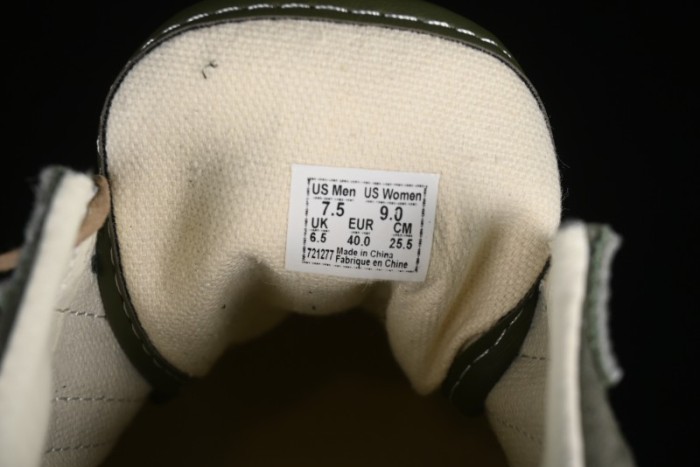 US Men US Women
7.5 9.0
UK EUR CM
6.5 40.0 25.5
721277 Made in China
Fabrique en Chine